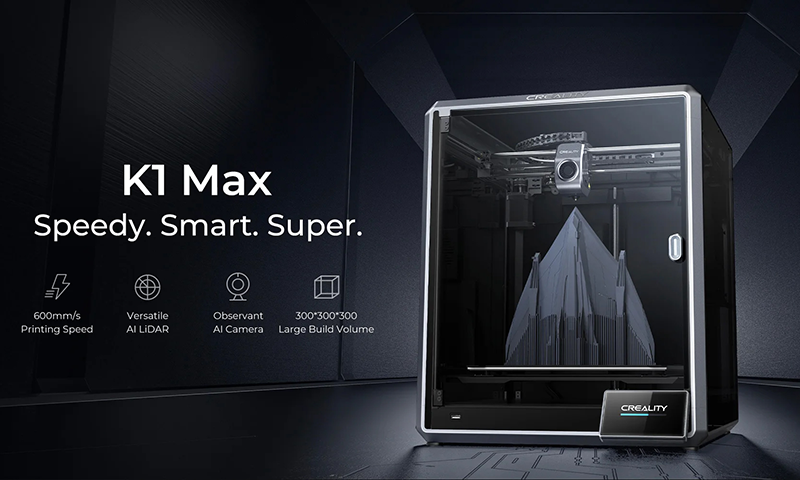 CREALITY
CREALITY
K1 Max
Speedy. Smart. Super.
600mm/s
Printing Speed
Versatile
AI LiDAR
Observant
AI Camera
300*300*300
Large Build Volume
CREALITY